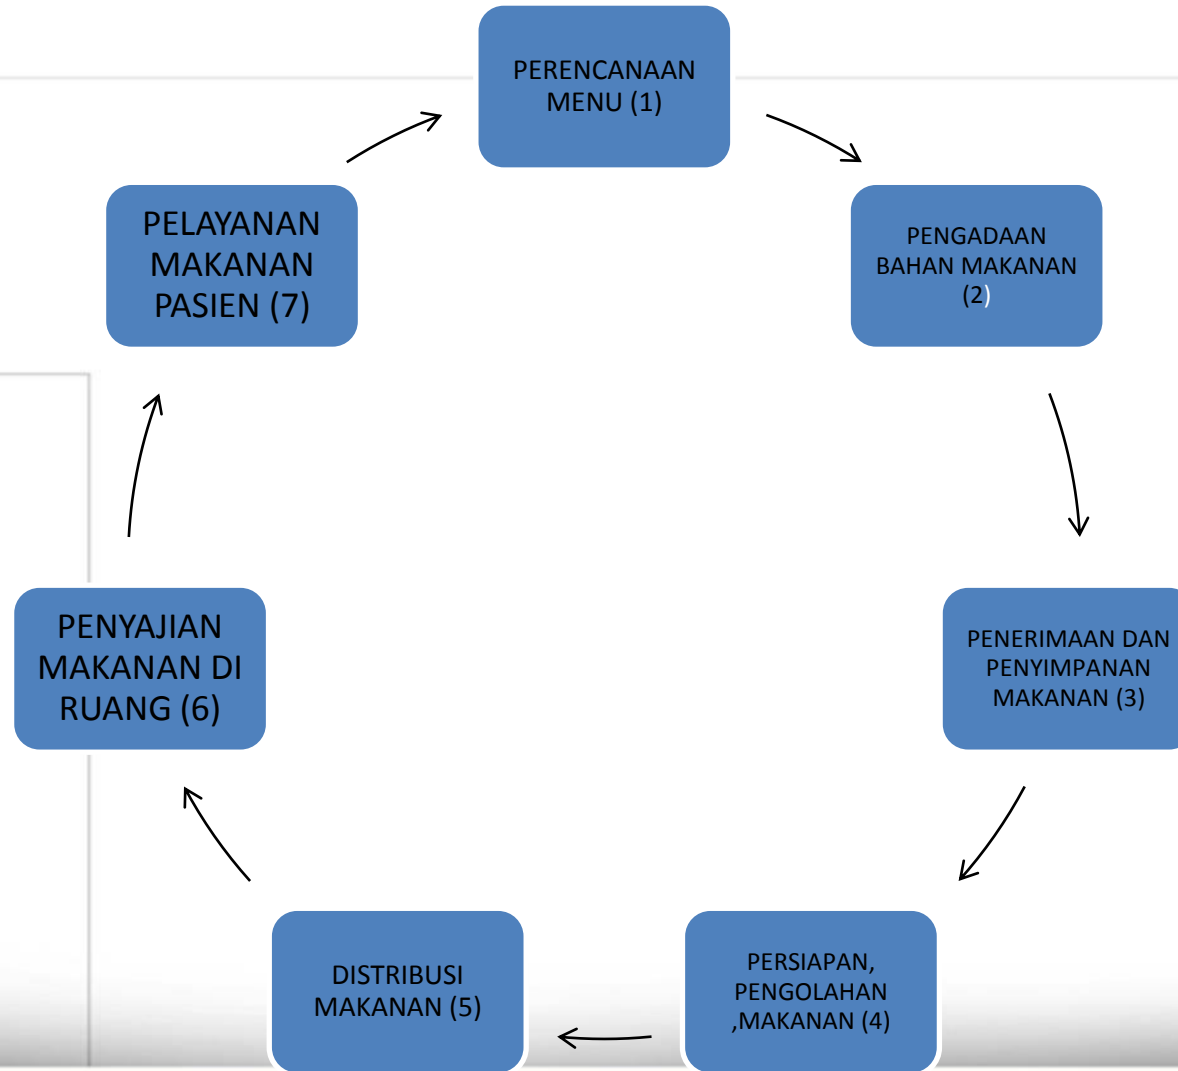 PERENCANAAN
MENU (1)
PENGADAAN
BAHAN MAKANAN
(2)
PENERIMAAN DAN
PENYIMPANAN
MAKANAN (3)
PERSIAPAN,
PENGOLAHAN
,MAKANAN (4)
DISTRIBUSI
MAKANAN (5)
PENYAJIAN
MAKANAN DI
RUANG (6)
PELAYANAN
MAKANAN
PASIEN (7)